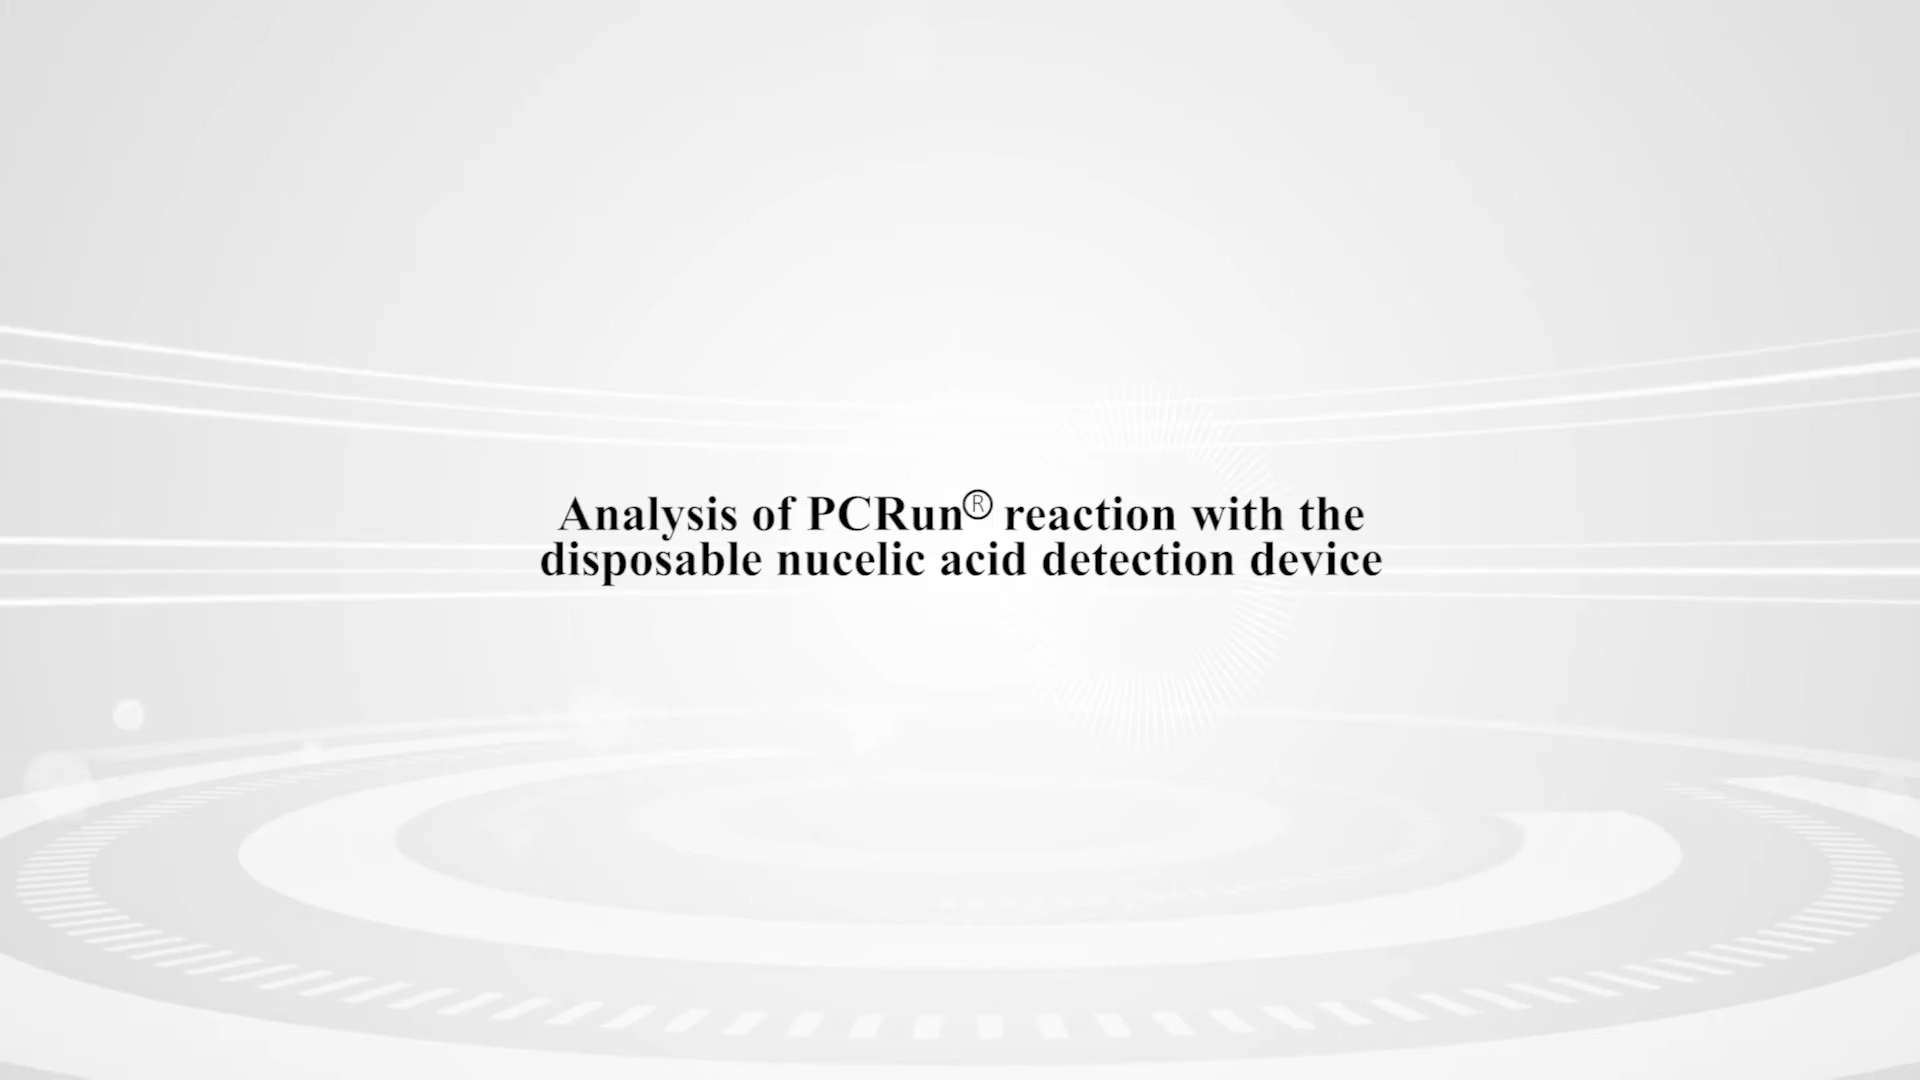 Analysis of PCRun® reaction with the
disposable nucelic acid detection device